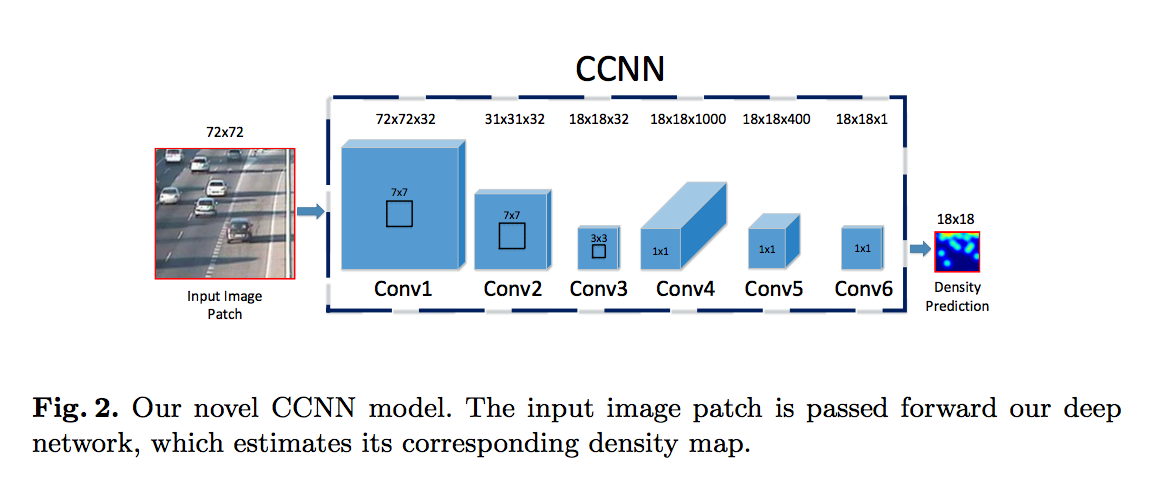 CCNN
72x72
72x72x32 31x31x32 18x18x32 18x18x1000 18x18x400 18x18x1
7x7 7x7 3x3 1x1 1x1 1x1
18x18
Conv1 Conv2 Conv3 Conv4 Conv5 Conv6
Input Image
Patch
Density
Prediction
Fig. 2. Our novel CCNN model. The input image patch is passed forward our deep
network, which estimates its corresponding density map.